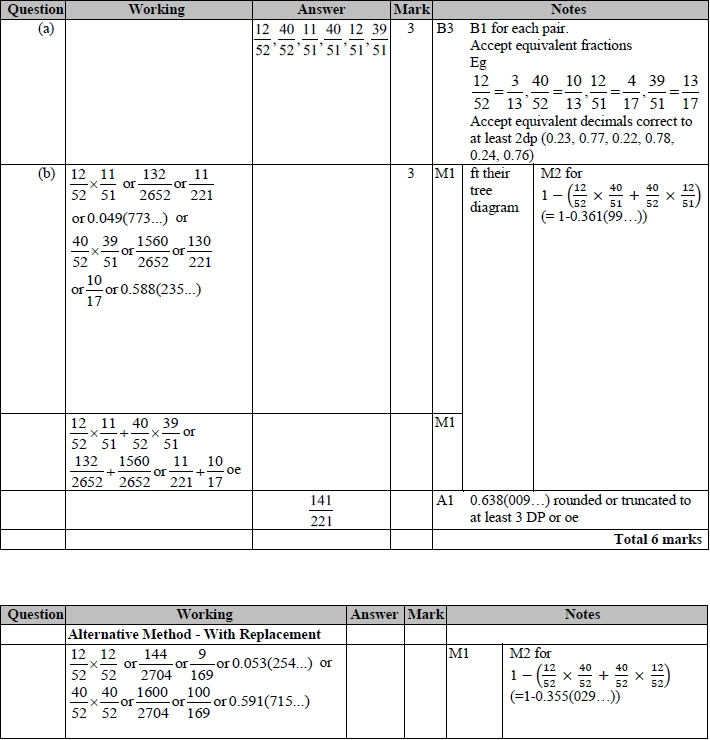 Question Working Answer Mark Notes
(a) 12/52, 40/52, 11/51, 40/51, 12/51, 39/51 3 B3 B1 for each pair.
Accept equivalent fractions
Eg
12/52 = 3/13, 40/52 = 10/13, 12/51 = 4/17, 39/51 = 13/17
Accept equivalent decimals correct to
at least 2dp (0.23, 0.77, 0.22, 0.78,
0.24, 0.76)
(b) 12/52 × 11/51 or 132/2652 or 11/221
or 0.049(773...) or
40/52 × 39/51 or 1560/2652 or 130/221
or 10/17 or 0.588(235...)
3 M1 ft their
tree
diagram
M2 for
1 − (12/52 × 40/51 + 40/52 × 12/51)
(= 1-0.361(99…))
12/52 × 11/51 + 40/52 × 39/51 or
132/2652 + 1560/2652 or 11/221 + 10/17 oe
M1
141/221 A1 0.638(009…) rounded or truncated to
at least 3 DP or oe
Total 6 marks
Question Working Answer Mark Notes
Alternative Method - With Replacement
12/52 × 12/52 or 144/2704 or 9/169 or 0.053(254...) or
40/52 × 40/52 or 1600/2704 or 100/169 or 0.591(715...)
M1 M2 for
1 − (12/52 × 40/52 + 40/52 × 12/52)
(=1-0.355(029…))